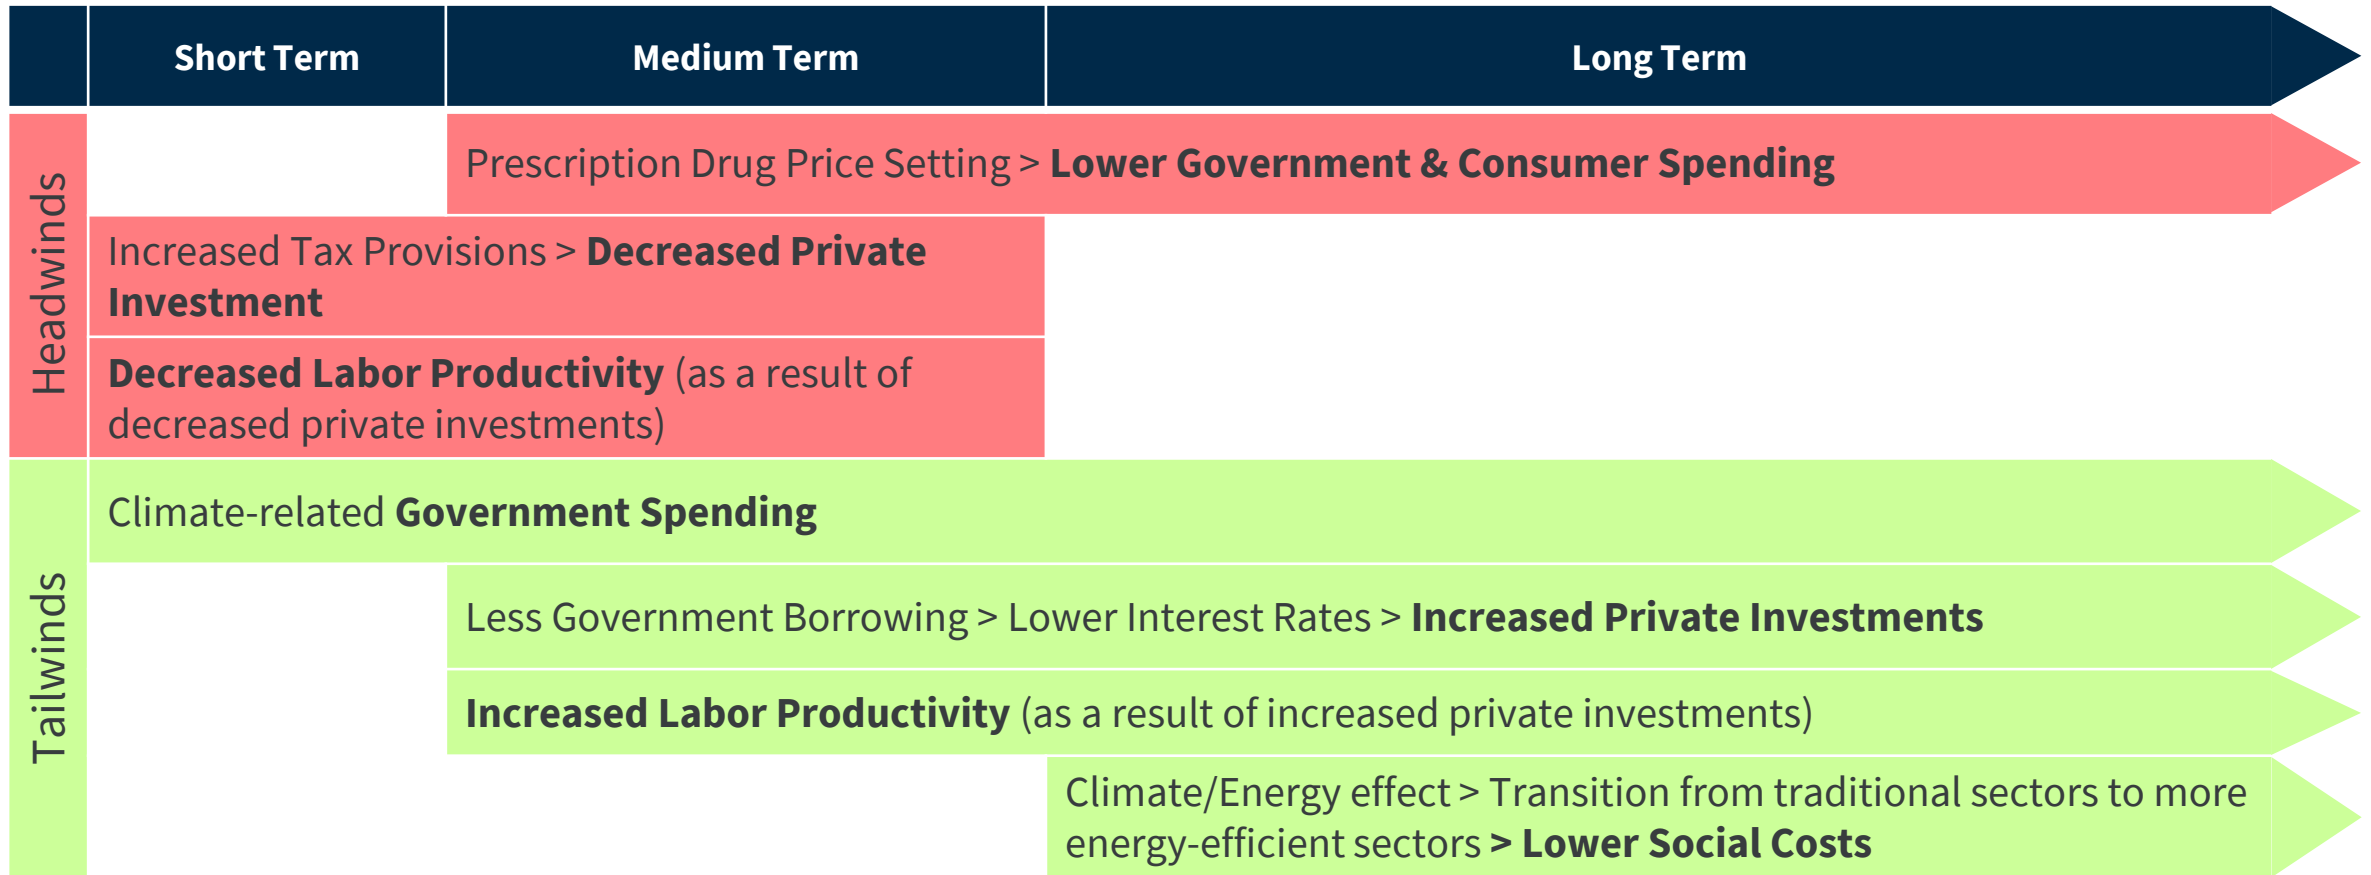 Short Term
Medium Term
Long Term
Headwinds
Prescription Drug Price Setting > Lower Government & Consumer Spending
Increased Tax Provisions > Decreased Private
Investment
Decreased Labor Productivity (as a result of
decreased private investments)
Tailwinds
Climate-related Government Spending
Less Government Borrowing > Lower Interest Rates > Increased Private Investments
Increased Labor Productivity (as a result of increased private investments)
Climate/Energy effect > Transition from traditional sectors to more
energy-efficient sectors > Lower Social Costs